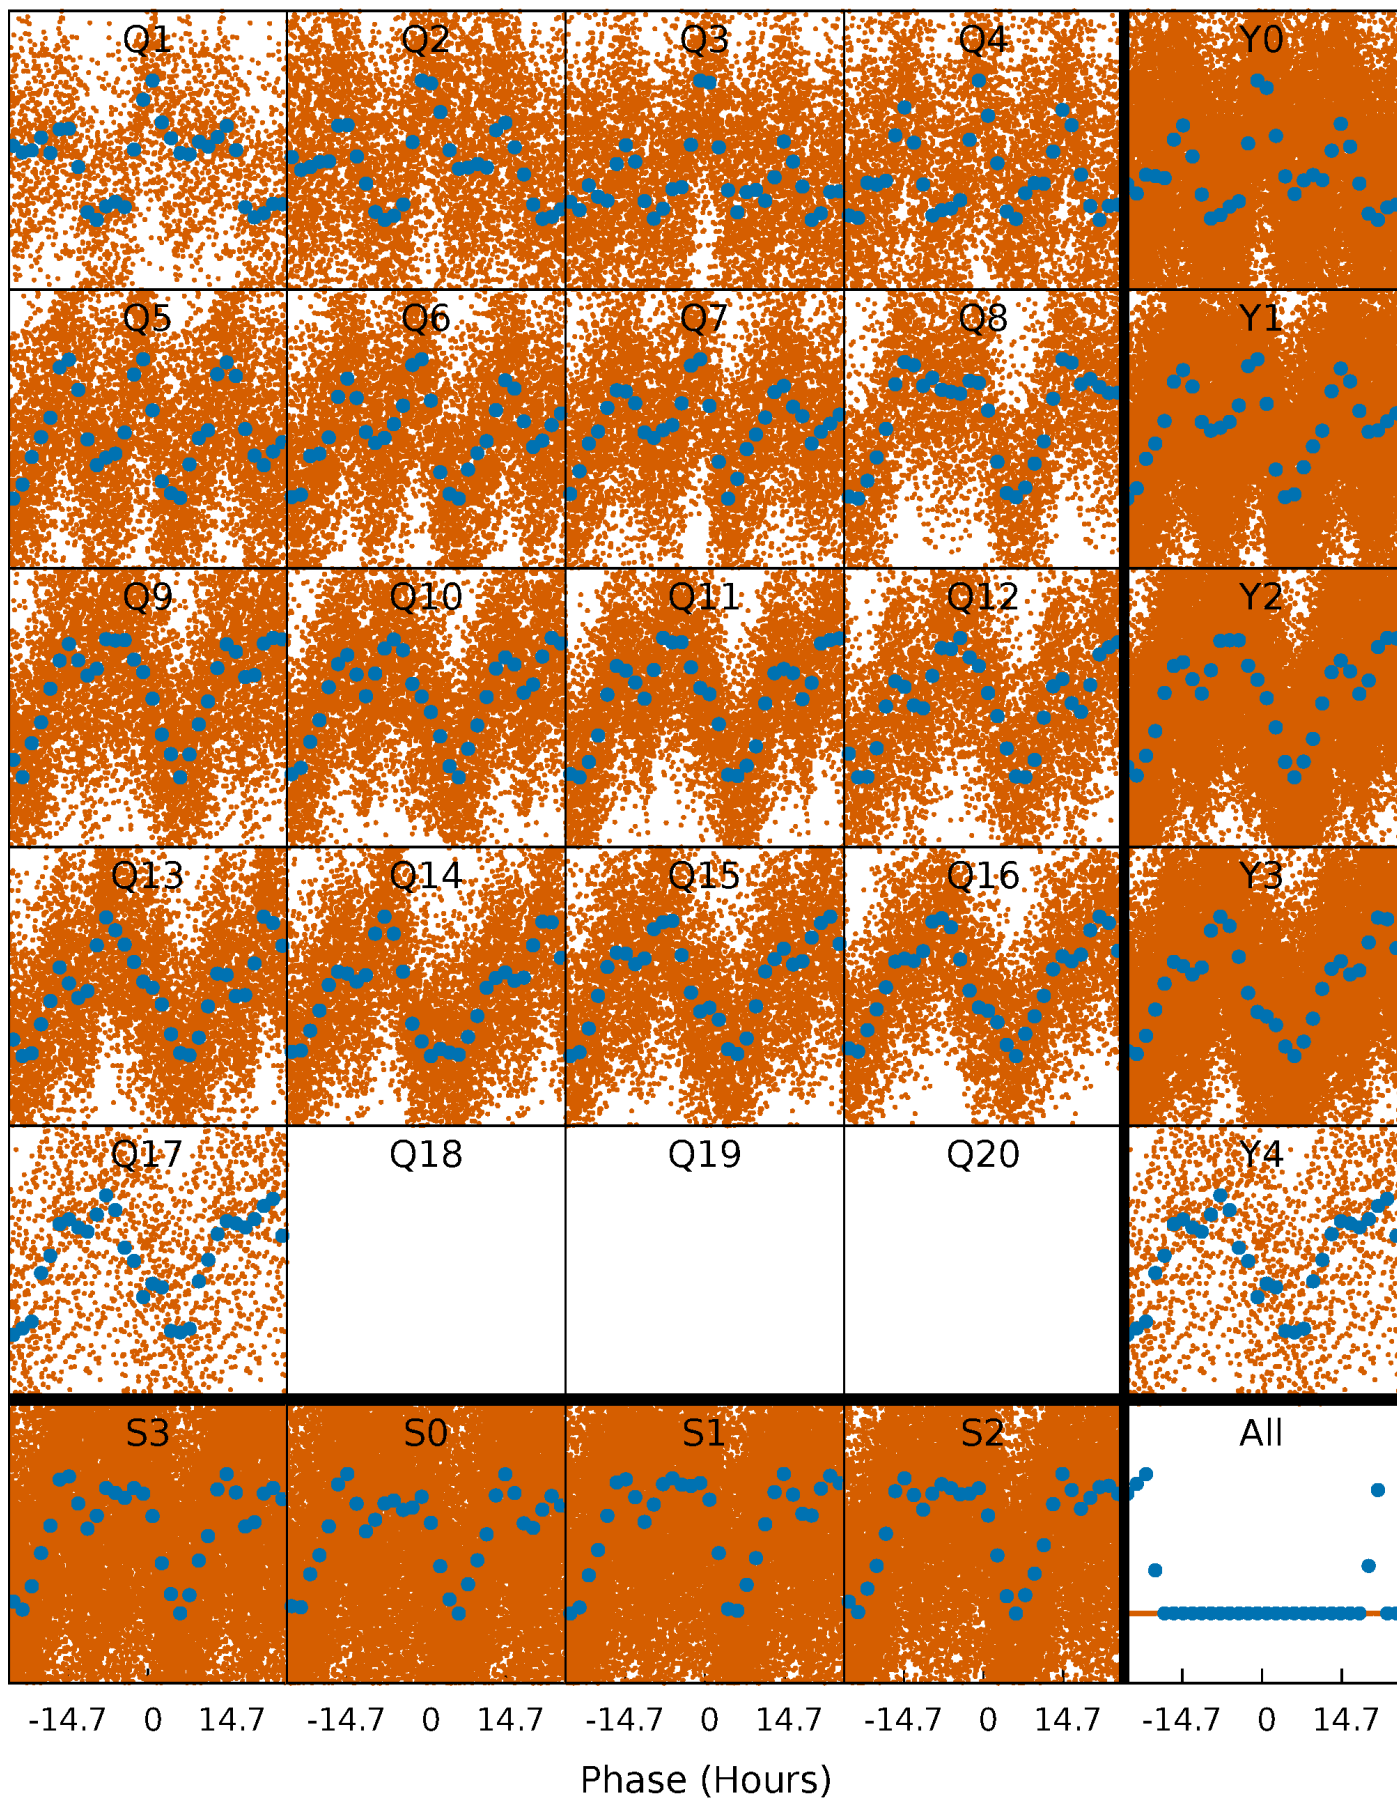 Q1 Q2 Q3 Q4 Y0
Q5 Q6 Q7 Q8 Y1
Q9 Q10 Q11 Q12 Y2
Q13 Q14 Q15 Q16 Y3
Q17 Q18 Q19 Q20 Y4
S3 S0 S1 S2 All
-14.7 0 14.7 -14.7 0 14.7 -14.7 0 14.7 -14.7 0 14.7 -14.7 0 14.7
Phase (Hours)